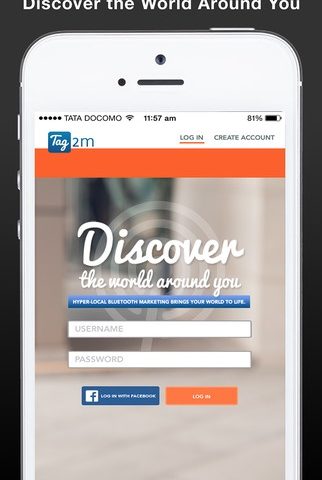 Discover the World Around You
TATA DOCOMO 11:57 am 81%
Tag2m LOG IN CREATE ACCOUNT
Discover
the world around you
HYPER-LOCAL BLUETOOTH MARKETING BRINGS YOUR WORLD TO LIFE.
USERNAME
PASSWORD
f LOG IN WITH FACEBOOK LOG IN